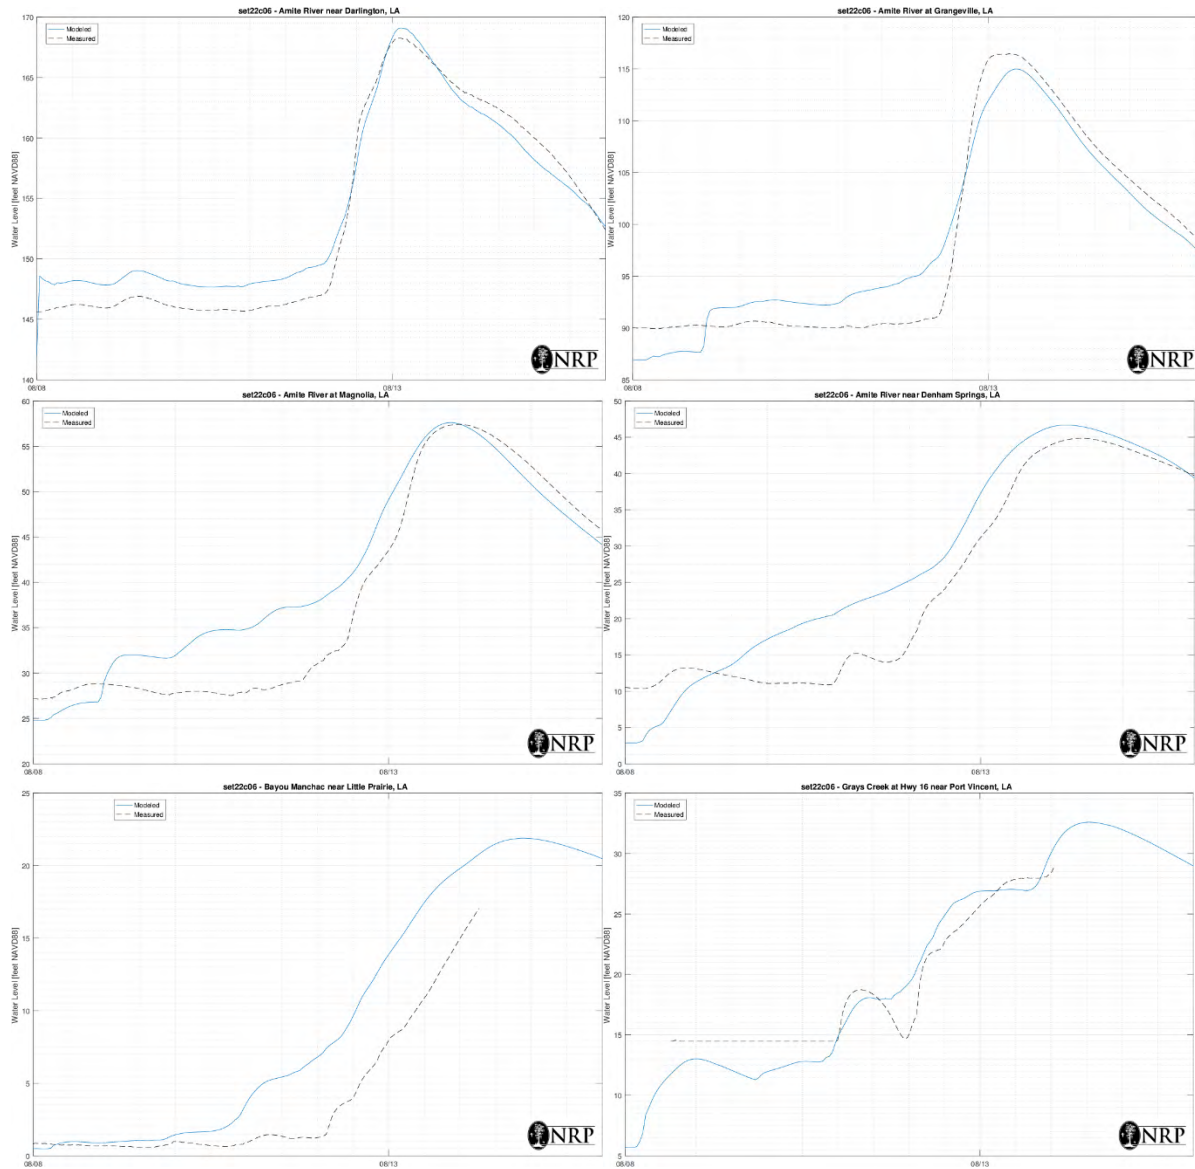 set22c06 - Amite River near Darlington, LA
Modeled
Measured
Water Level [feet NAVD88]
170
165
160
155
150
145
140
08/08
08/13
NRP
set22c06 - Amite River at Grangeville, LA
Modeled
Measured
Water Level [feet NAVD88]
120
115
110
105
100
95
90
85
08/08
08/13
NRP
set22c06 - Amite River at Magnolia, LA
Modeled
Measured
Water Level [feet NAVD88]
60
55
50
45
40
35
30
25
20
08/08
08/13
NRP
set22c06 - Amite River near Denham Springs, LA
Modeled
Measured
Water Level [feet NAVD88]
50
45
40
35
30
25
20
15
10
5
0
08/08
08/13
NRP
set22c06 - Bayou Manchac near Little Prairie, LA
Modeled
Measured
Water Level [feet NAVD88]
25
20
15
10
5
0
08/08
08/13
NRP
set22c06 - Grays Creek at Hwy 16 near Port Vincent, LA
Modeled
Measured
Water Level [feet NAVD88]
35
30
25
20
15
10
5
08/08
08/13
NRP